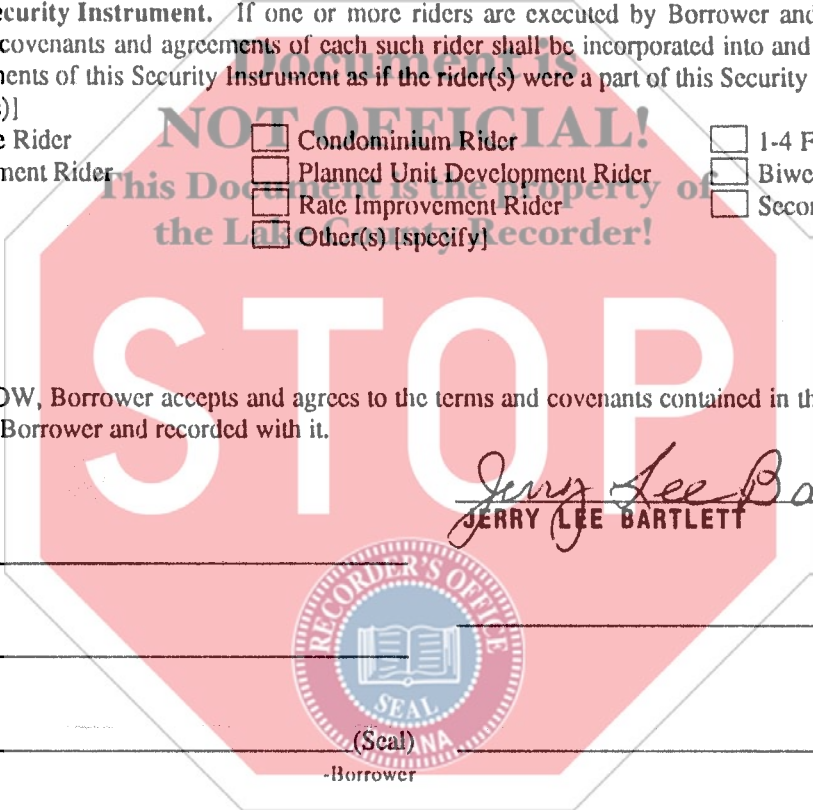 ecurity Instrument. If one or more riders are executed by Borrower and
covenants and agreements of each such rider shall be incorporated into and
nents of this Security Instrument as if the rider(s) were a part of this Security
)]
Document is
NOT OFFICIAL!
This Document is the property of
the Lake County Recorder!
e Rider
ment Rider
Condominium Rider
Planned Unit Development Rider
Rate Improvement Rider
Other(s) [specify]
1-4 F
Biwe
Secon
STOP
OW, Borrower accepts and agrees to the terms and covenants contained in th
Borrower and recorded with it.
Jerry Lee Ba
JERRY LEE BARTLETT
RECORDER'S OFFICE
SEAL
(Seal)
-Borrower